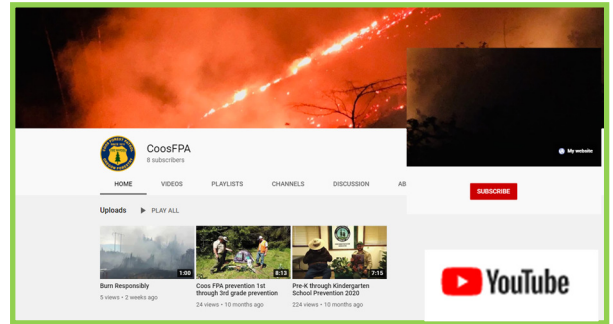 My website
CoosFPA
8 subscribers
HOME VIDEOS PLAYLISTS CHANNELS DISCUSSION AB
SUBSCRIBE
Uploads PLAY ALL
1:00 8:13 7:15
Burn Responsibly
5 views • 2 weeks ago
Coos FPA prevention 1st
through 3rd grade prevention
24 views • 10 months ago
Pre-K through Kindergarten
School Prevention 2020
224 views • 10 months ago
YouTube